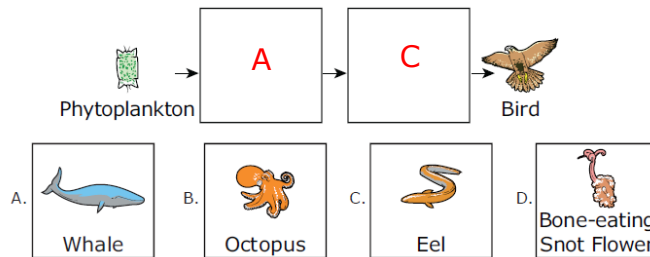 A
C
Phytoplankton
Bird
A.
Whale
B.
Octopus
C.
Eel
D.
Bone-eating
Snot Flower